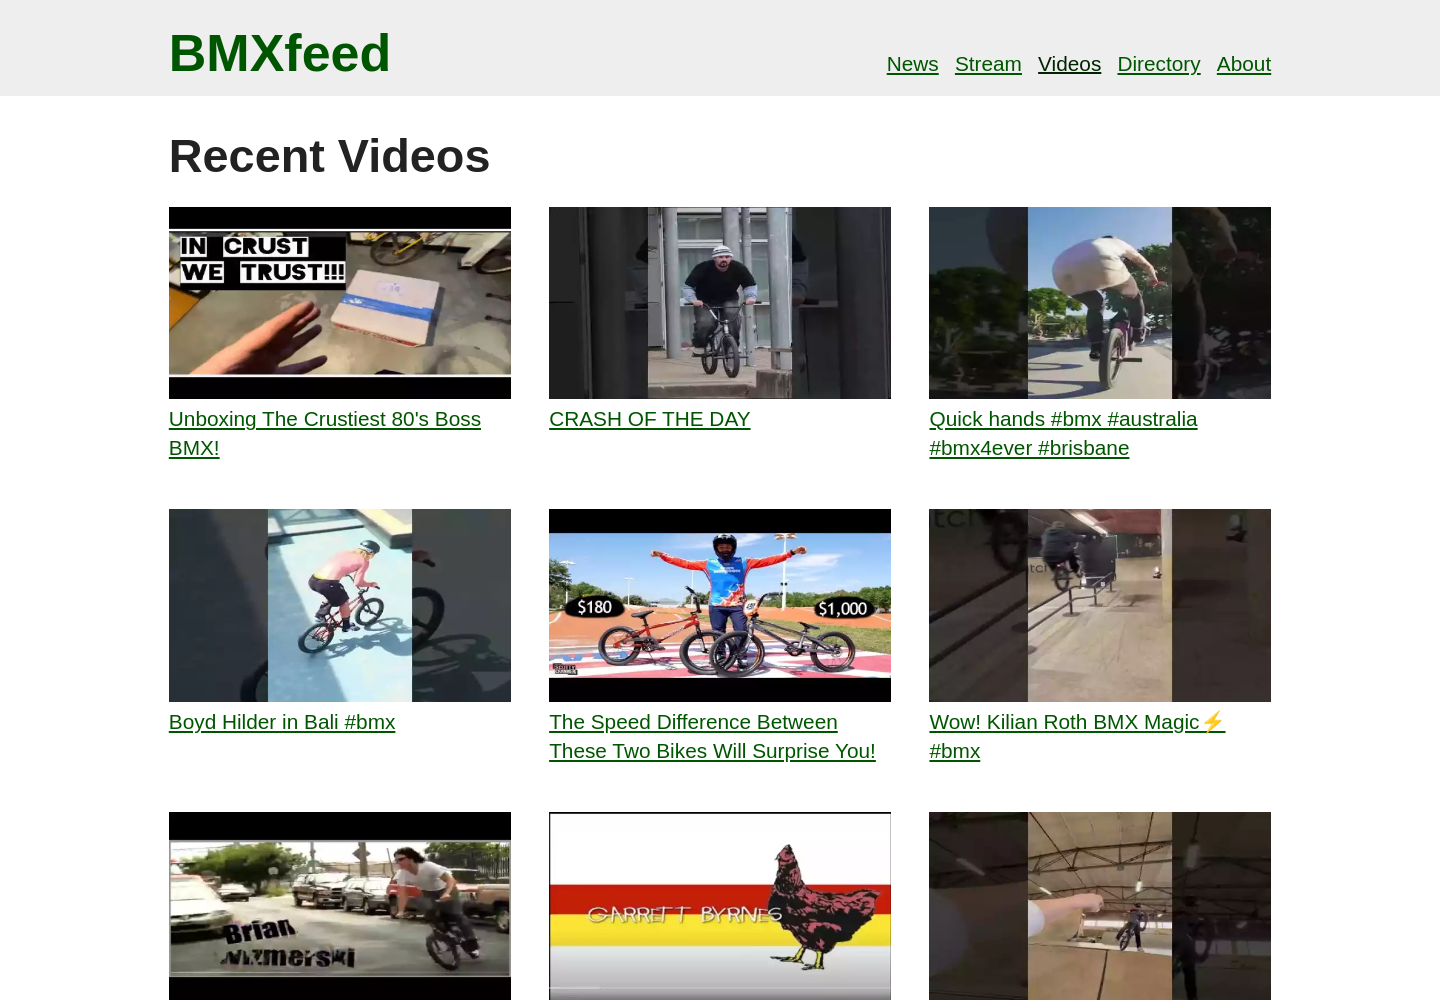 BMXfeed
News Stream Videos Directory About
Recent Videos
IN CRUST
WE TRUST!!!
Unboxing The Crustiest 80's Boss
BMX!
CRASH OF THE DAY
Quick hands #bmx #australia
#bmx4ever #brisbane
Boyd Hilder in Bali #bmx
$180
$1,000
The Speed Difference Between
These Two Bikes Will Surprise You!
Wow! Kilian Roth BMX Magic⚡
#bmx
Brian
Wizmerski
GARRETT BYRNES